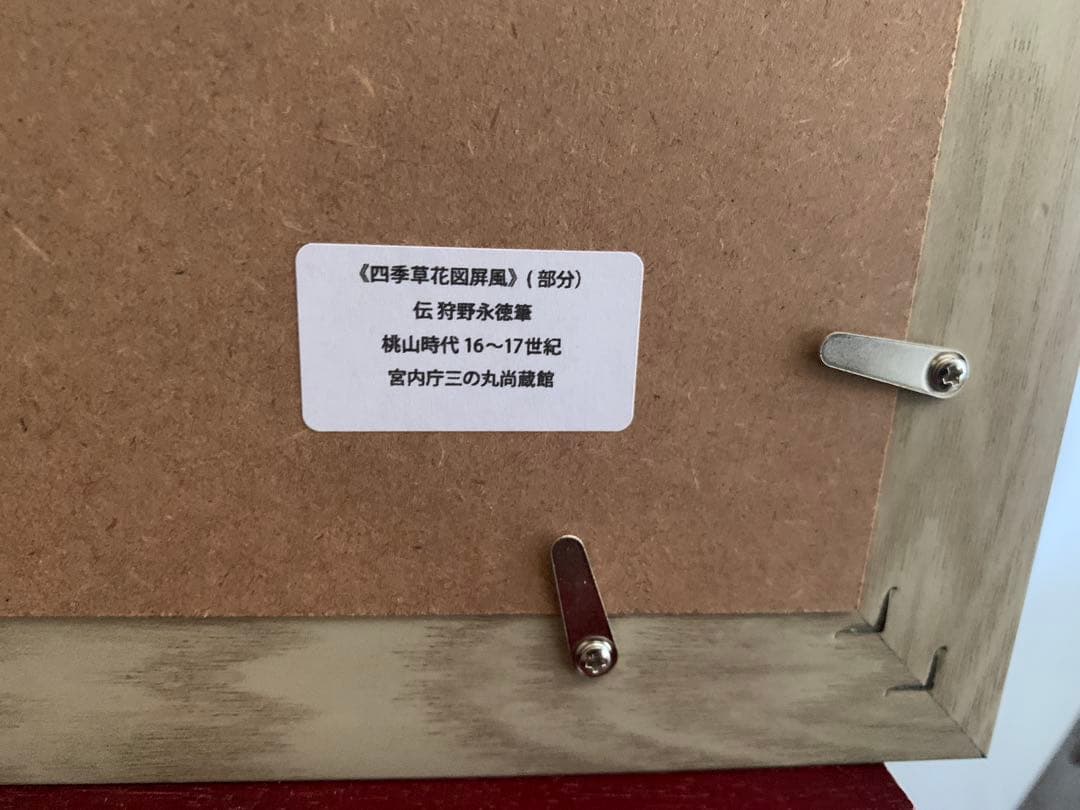 《四季草花図屏風》( 部分）
伝 狩野永徳筆
桃山時代 16～17世紀
宮内庁三の丸尚蔵館